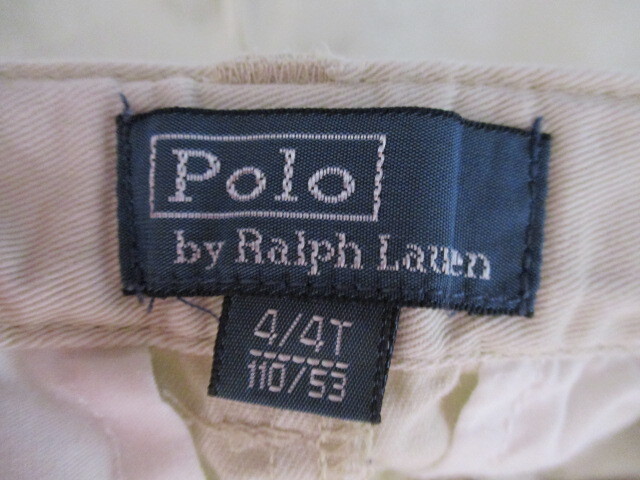 Polo
by Ralph Lauren
4/4T
110/53